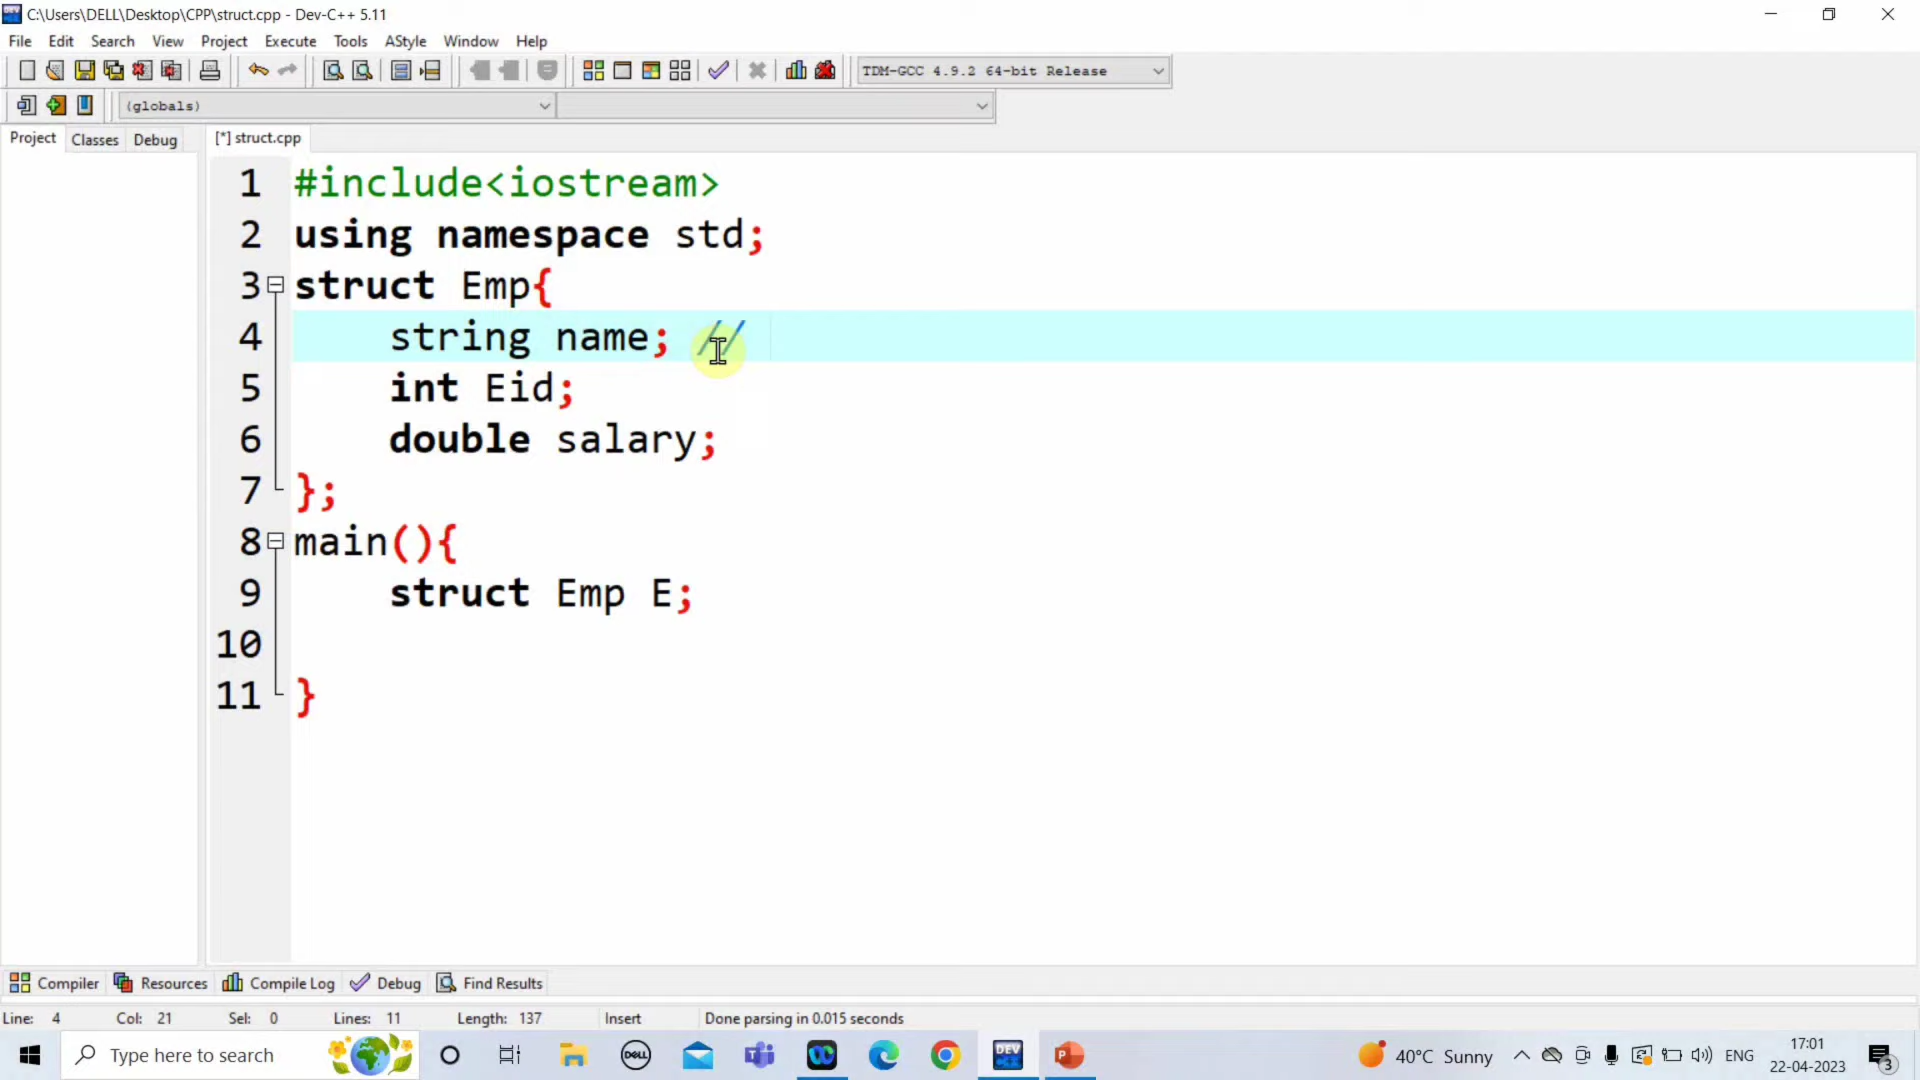 C:\Users\DELL\Desktop\CPP\struct.cpp - Dev-C++ 5.11
File Edit Search View Project Execute Tools AStyle Window Help
TDM-GCC 4.9.2 64-bit Release
(globals)
Project Classes Debug [*] struct.cpp
1 #include<iostream>
2 using namespace std;
3 struct Emp{
4 string name; //
5 int Eid;
6 double salary;
7 };
8 main(){
9 struct Emp E;
10
11 }
Compiler Resources Compile Log Debug Find Results
Line: 4 Col: 21 Sel: 0 Lines: 11 Length: 137 Insert Done parsing in 0.015 seconds
Type here to search DELL DEV P 40°C Sunny ENG 17:01
22-04-2023 3